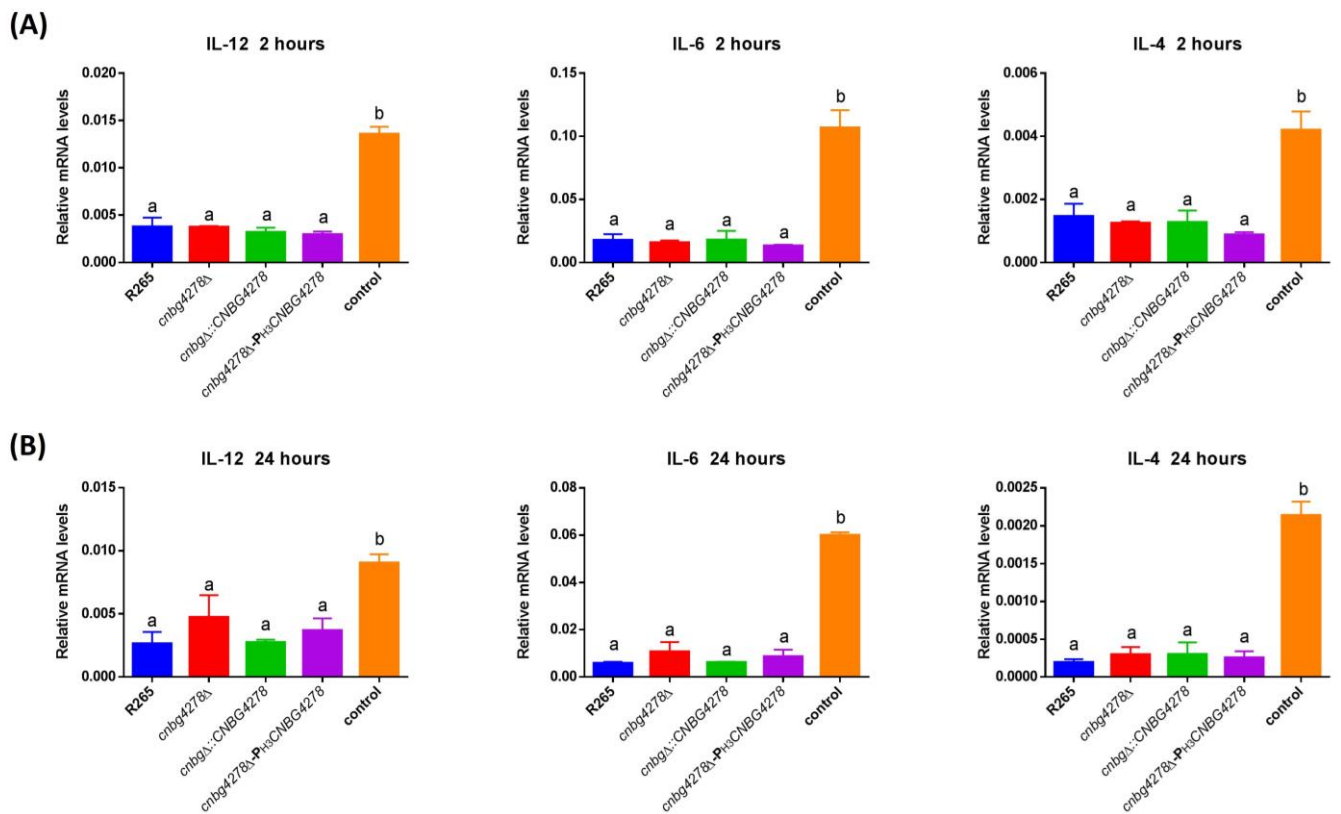 (A)
IL-12 2 hours
Relative mRNA levels
0.020
0.015
0.010
0.005
0.000
a
a
a
a
b
R265
cnbg4278Δ
cnbgΔ::CNBG4278
cnbg4278Δ-PH3CNBG4278
control
IL-6 2 hours
Relative mRNA levels
0.15
0.10
0.05
0.00
a
a
a
a
b
R265
cnbg4278Δ
cnbgΔ::CNBG4278
cnbg4278Δ-PH3CNBG4278
control
IL-4 2 hours
Relative mRNA levels
0.006
0.004
0.002
0.000
a
a
a
a
b
R265
cnbg4278Δ
cnbgΔ::CNBG4278
cnbg4278Δ-PH3CNBG4278
control
(B)
IL-12 24 hours
Relative mRNA levels
0.015
0.010
0.005
0.000
a
a
a
a
b
R265
cnbg4278Δ
cnbgΔ::CNBG4278
cnbg4278Δ-PH3CNBG4278
control
IL-6 24 hours
Relative mRNA levels
0.08
0.06
0.04
0.02
0.00
a
a
a
a
b
R265
cnbg4278Δ
cnbgΔ::CNBG4278
cnbg4278Δ-PH3CNBG4278
control
IL-4 24 hours
Relative mRNA levels
0.0025
0.0020
0.0015
0.0010
0.0005
0.0000
a
a
a
a
b
R265
cnbg4278Δ
cnbgΔ::CNBG4278
cnbg4278Δ-PH3CNBG4278
control